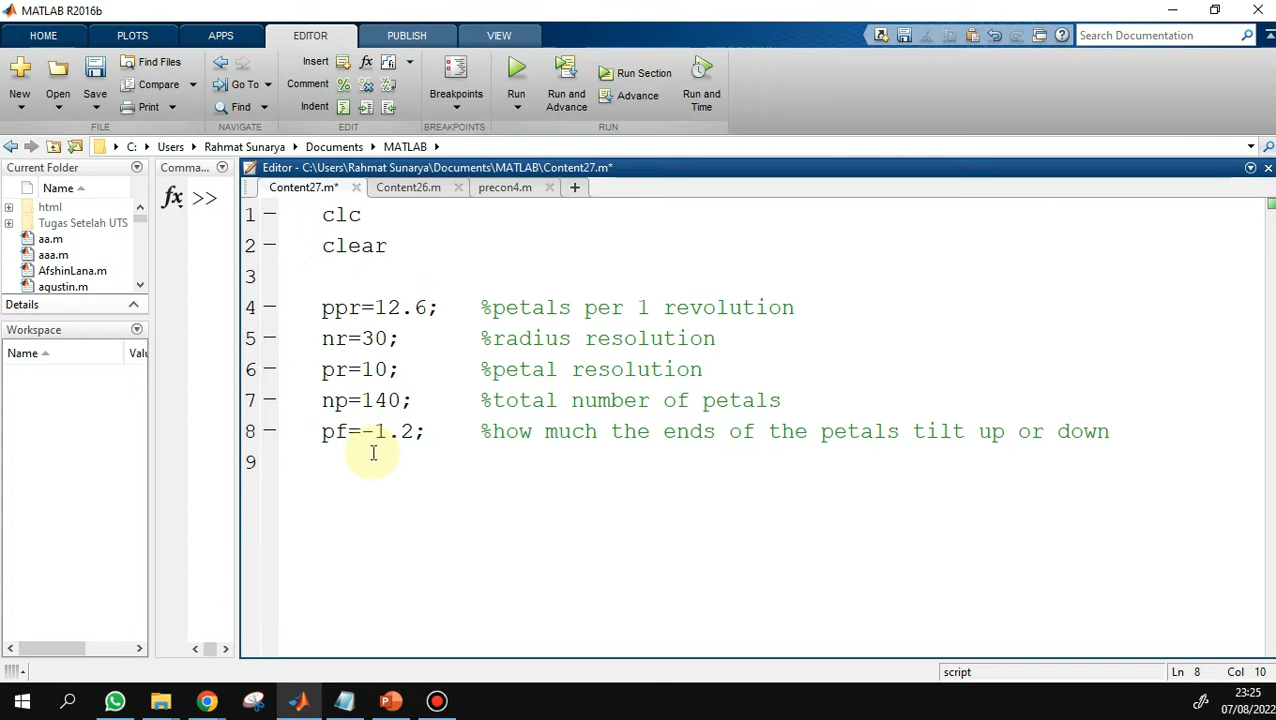 MATLAB R2016b
HOME PLOTS APPS EDITOR PUBLISH VIEW
Search Documentation
New Open Save Find Files Compare Print
FILE
Go To Find
NAVIGATE
Insert Comment Indent
EDIT
Breakpoints
BREAKPOINTS
Run Run and Advance Run Section Advance Run and Time
RUN
C: Users Rahmat Sunarya Documents MATLAB
Current Folder
Name
html
Tugas Setelah UTS
aa.m
aaa.m
AfshinLana.m
agustin.m
Details
Workspace
Name Valu
Comma...
fx >>
Editor - C:\Users\Rahmat Sunarya\Documents\MATLAB\Content27.m*
Content27.m* Content26.m precon4.m
1 clc
2 clear
3
4 ppr=12.6; %petals per 1 revolution
5 nr=30; %radius resolution
6 pr=10; %petal resolution
7 np=140; %total number of petals
8 pf=-1.2; %how much the ends of the petals tilt up or down
9
script Ln 8 Col 10
23:25
07/08/2022